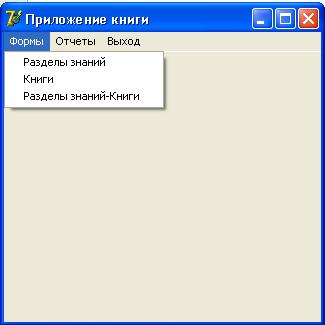 Приложение книги
Формы Отчеты Выход
Разделы знаний
Книги
Разделы знаний-Книги